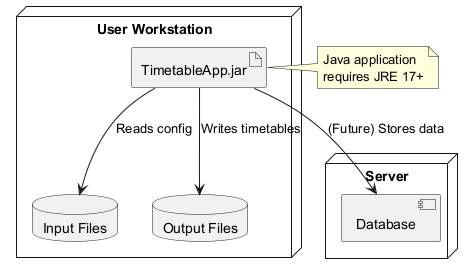 User Workstation
TimetableApp.jar
Java application
requires JRE 17+
Reads config
Writes timetables
(Future) Stores data
Server
Input Files
Output Files
Database